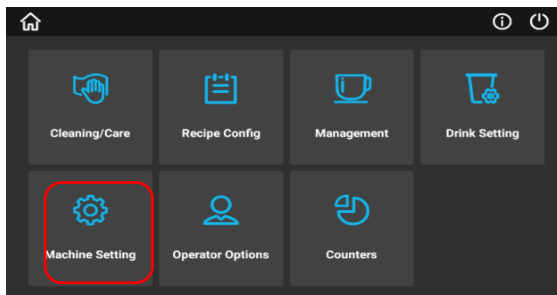 Cleaning/Care
Recipe Config
Management
Drink Setting
Machine Setting
Operator Options
Counters